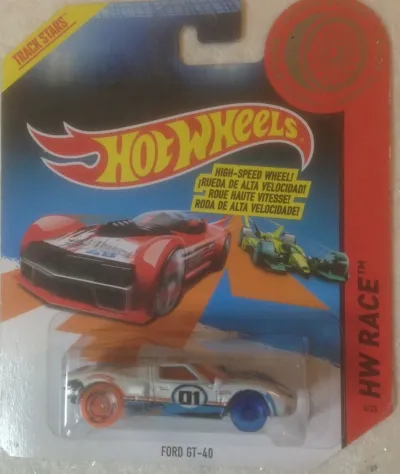 TRACK STARS
HOT WHEELS
HIGH-SPEED WHEEL!
¡RUEDA DE ALTA VELOCIDAD!
ROUE HAUTE VITESSE!
RODA DE ALTA VELOCIDADE!
HW RACE™
01
FORD GT-40